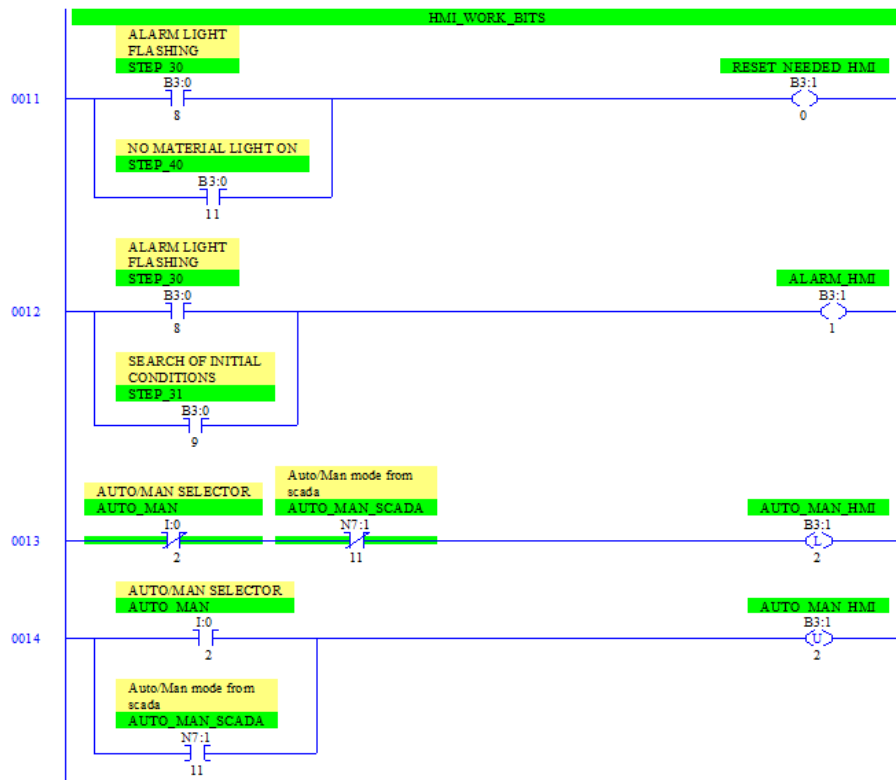 HMI_WORK_BITS
ALARM LIGHT
FLASHING
STEP_30
B3:0
8
RESET_NEEDED_HMI
B3:1
0
0011
NO MATERIAL LIGHT ON
STEP_40
B3:0
11
ALARM LIGHT
FLASHING
STEP_30
B3:0
8
ALARM_HMI
B3:1
1
0012
SEARCH OF INITIAL
CONDITIONS
STEP_31
B3:0
9
AUTO/MAN SELECTOR
AUTO_MAN
I:0
2
Auto/Man mode from
scada
AUTO_MAN_SCADA
N7:1
11
AUTO_MAN_HMI
B3:1
L
2
0013
AUTO/MAN SELECTOR
AUTO_MAN
I:0
2
AUTO_MAN_HMI
B3:1
U
2
0014
Auto/Man mode from
scada
AUTO_MAN_SCADA
N7:1
11